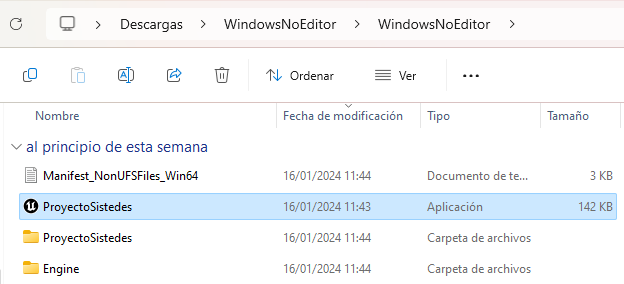 Descargas > WindowsNoEditor > WindowsNoEditor >
Ordenar Ver ...
Nombre Fecha de modificación Tipo Tamaño
al principio de esta semana
Manifest_NonUFSFiles_Win64 16/01/2024 11:44 Documento de te... 3 KB
ProyectoSistedes 16/01/2024 11:43 Aplicación 142 KB
ProyectoSistedes 16/01/2024 11:44 Carpeta de archivos
Engine 16/01/2024 11:44 Carpeta de archivos